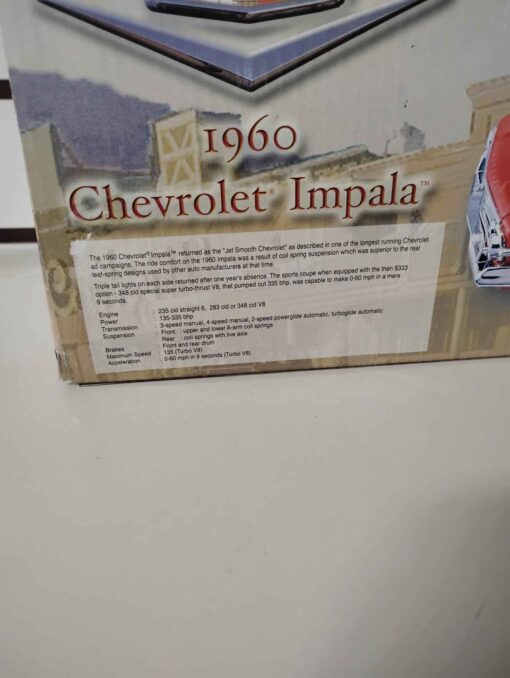 1960
Chevrolet® Impala™
The 1960 Chevrolet® Impala™ returned as the "Jet Smooth Chevrolet" as described in one of the longest running Chevrolet
ad campaigns. The ride comfort on the 1960 Impala was a result of coil spring suspension which was superior to the rear
leaf-spring designs used by other auto manufacturers at that time.
Triple tail lights on each side returned after one year's absence. The sports coupe when equipped with the then $333
option - 348 cid special super turbo-thrust V8, that pumped out 335 bhp, was capable to make 0-60 mph in a mere
9 seconds.
Engine : 235 cid straight 6, 283 cid or 348 cid V8
Power : 135-335 bhp
Transmission : 3-speed manual, 4-speed manual, 2-speed powerglide automatic, turboglide automatic
Suspension : Front : upper and lower A-arm coil springs
Rear : coil springs with live axle
Brakes : Front and rear drum
Maximum Speed : 135 (Turbo V8)
Acceleration : 0-60 mph in 9 seconds (Turbo V8)